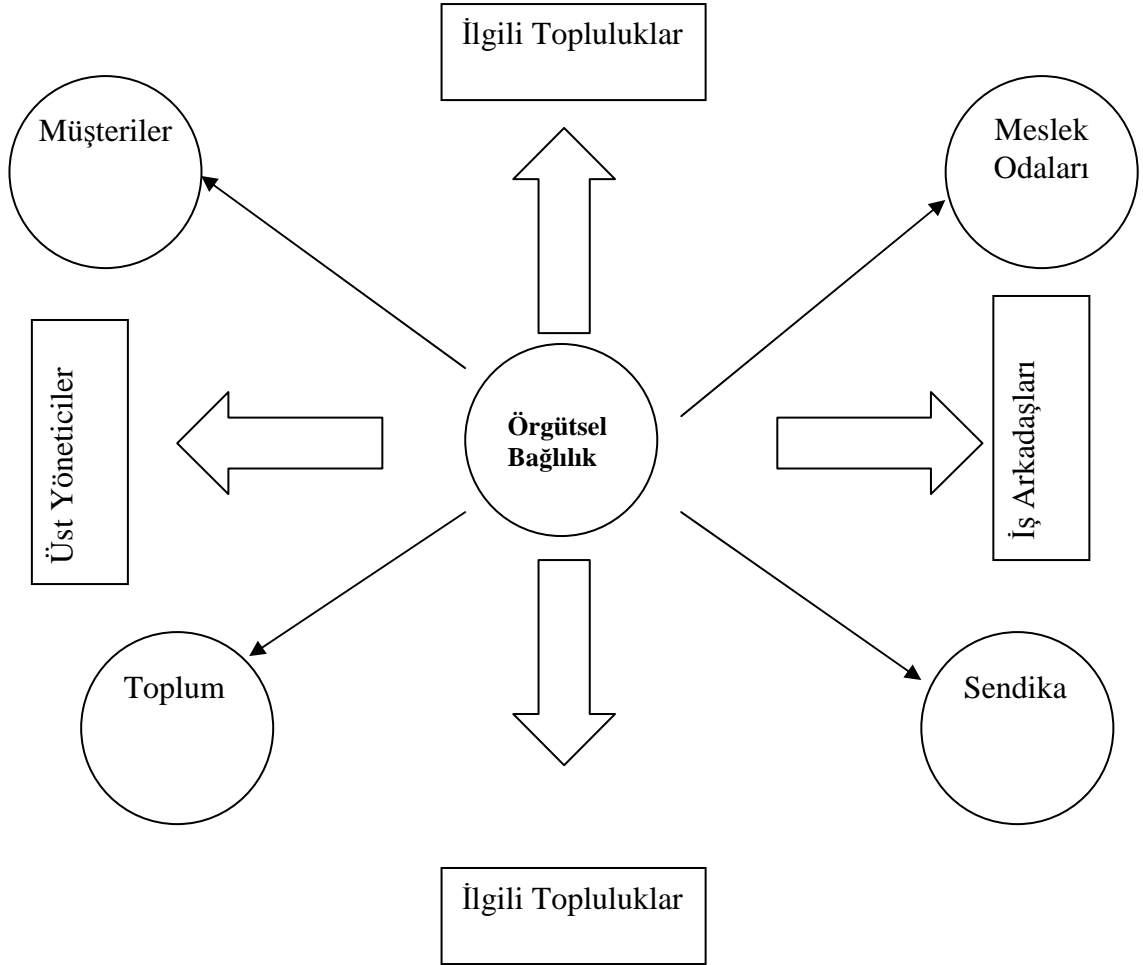 İlgili Topluluklar
Müşteriler
Meslek
Odaları
Üst Yöneticiler
Örgütsel
Bağlılık
İş Arkadaşları
Toplum
Sendika
İlgili Topluluklar